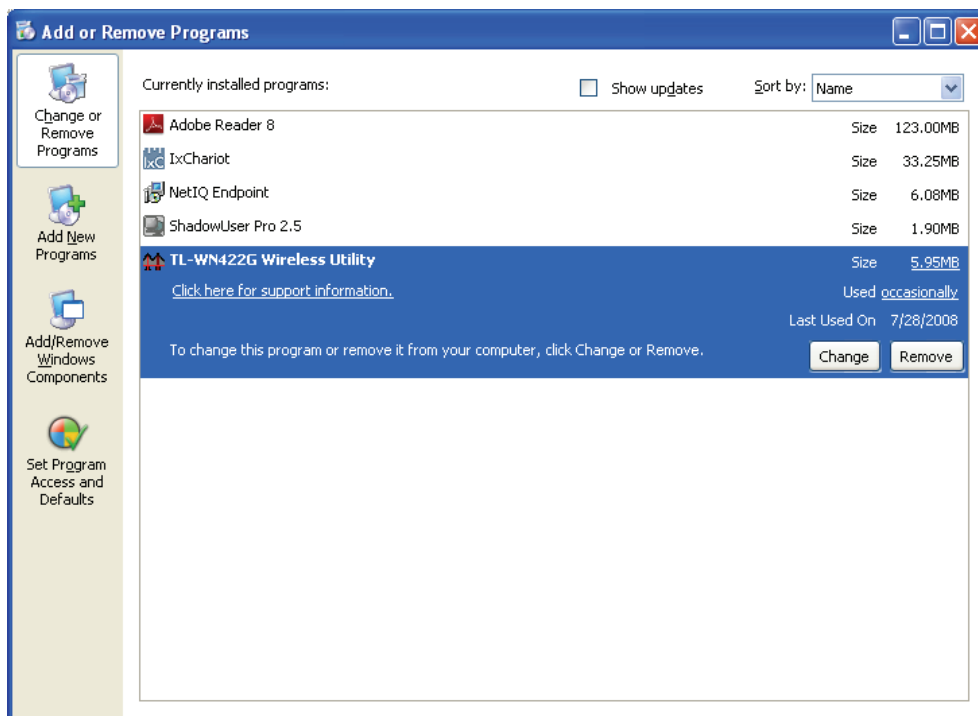 Add or Remove Programs
Change or
Remove
Programs
Add New
Programs
Add/Remove
Windows
Components
Set Program
Access and
Defaults
Currently installed programs:
Show updates
Sort by: Name
Adobe Reader 8 Size 123.00MB
IxChariot Size 33.25MB
NetIQ Endpoint Size 6.08MB
ShadowUser Pro 2.5 Size 1.90MB
TL-WN422G Wireless Utility Size 5.95MB
Click here for support information. Used occasionally
Last Used On 7/28/2008
To change this program or remove it from your computer, click Change or Remove. Change Remove